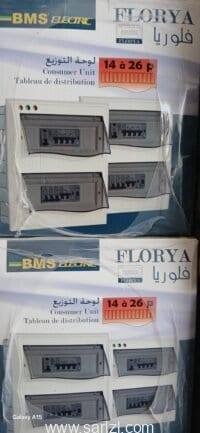 BMS ELECTRIC
FLORYA
فلوريا
لوحة التوزيع
Consumer Unit
Tableau de distribution
14 à 26 P
BMS ELECTRIC
FLORYA
فلوريا
لوحة التوزيع
Consumer Unit
Tableau de distribution
14 à 26 P
Galaxy A15
www.sarlzl.com